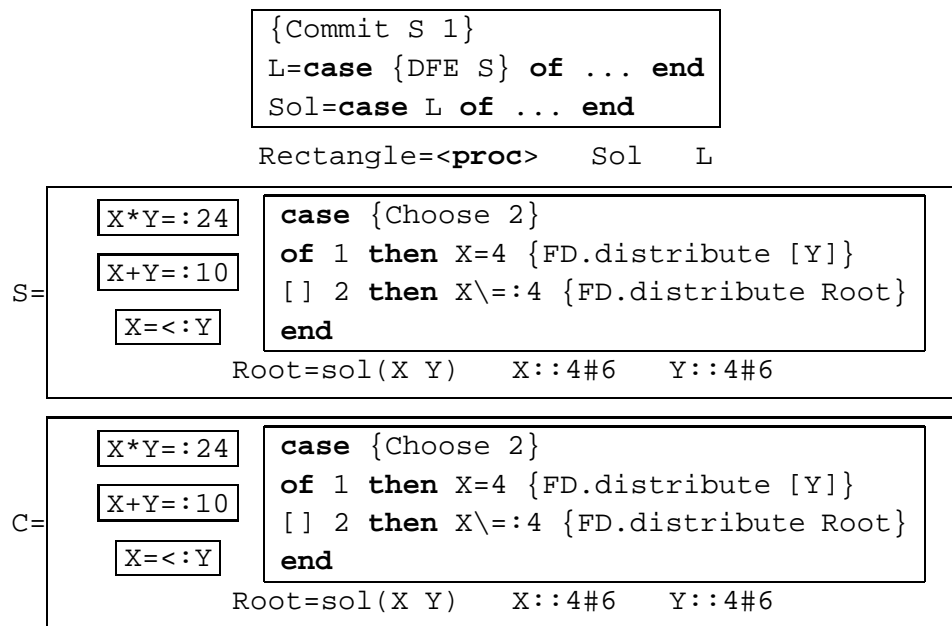 {Commit S 1}
L=case {DFE S} of ... end
Sol=case L of ... end
Rectangle=<proc> Sol L
S=
X*Y=:24
X+Y=:10
X=<:Y
case {Choose 2}
of 1 then X=4 {FD.distribute [Y]}
[] 2 then X\=:4 {FD.distribute Root}
end
Root=sol(X Y) X::4#6 Y::4#6
C=
X*Y=:24
X+Y=:10
X=<:Y
case {Choose 2}
of 1 then X=4 {FD.distribute [Y]}
[] 2 then X\=:4 {FD.distribute Root}
end
Root=sol(X Y) X::4#6 Y::4#6